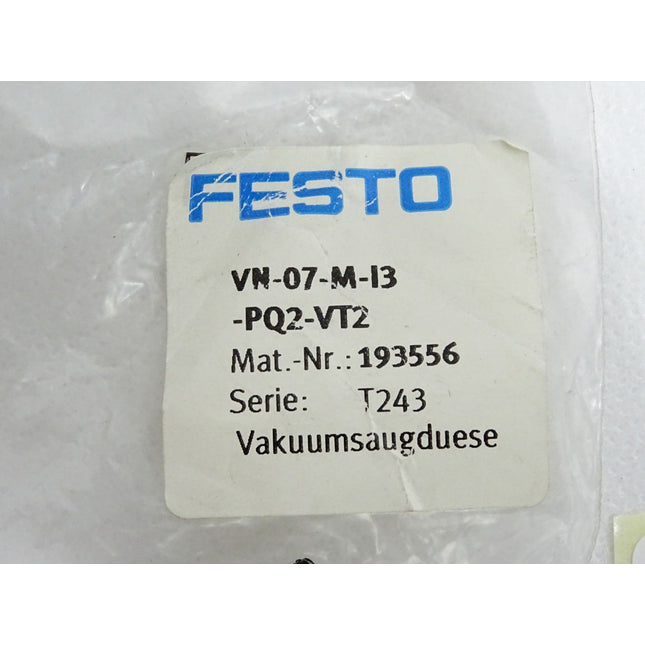 FESTO
VN-07-M-I3
-PQ2-VT2
Mat.-Nr.: 193556
Serie: T243
Vakuumsaugduese